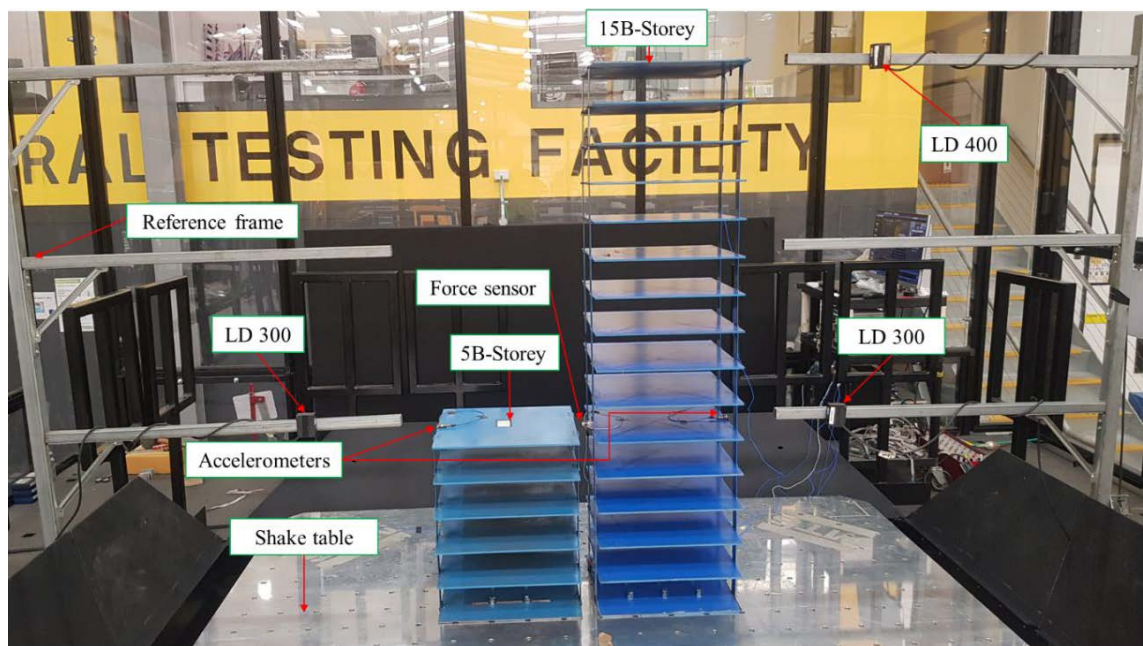 15B-Storey
LD 400
RAL TESTING FACILITY
Reference frame
Force sensor
LD 300
5B-Storey
LD 300
Accelerometers
Shake table